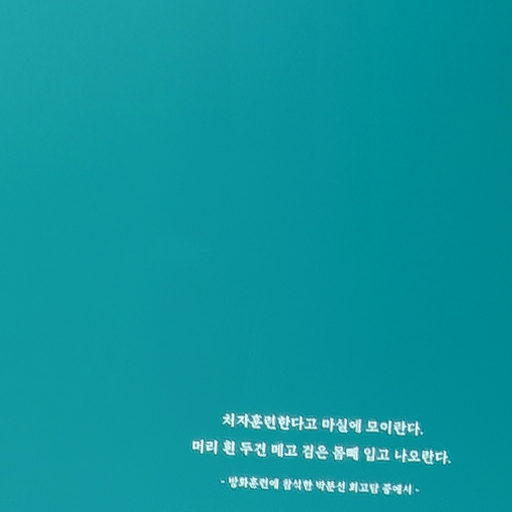 처자훈련한다고 마실에 모이란다.
머리 흰 두건 메고 검은 몸빼 입고 나오란다.
- 방화훈련에 참석한 박분선 회고담 중에서 -